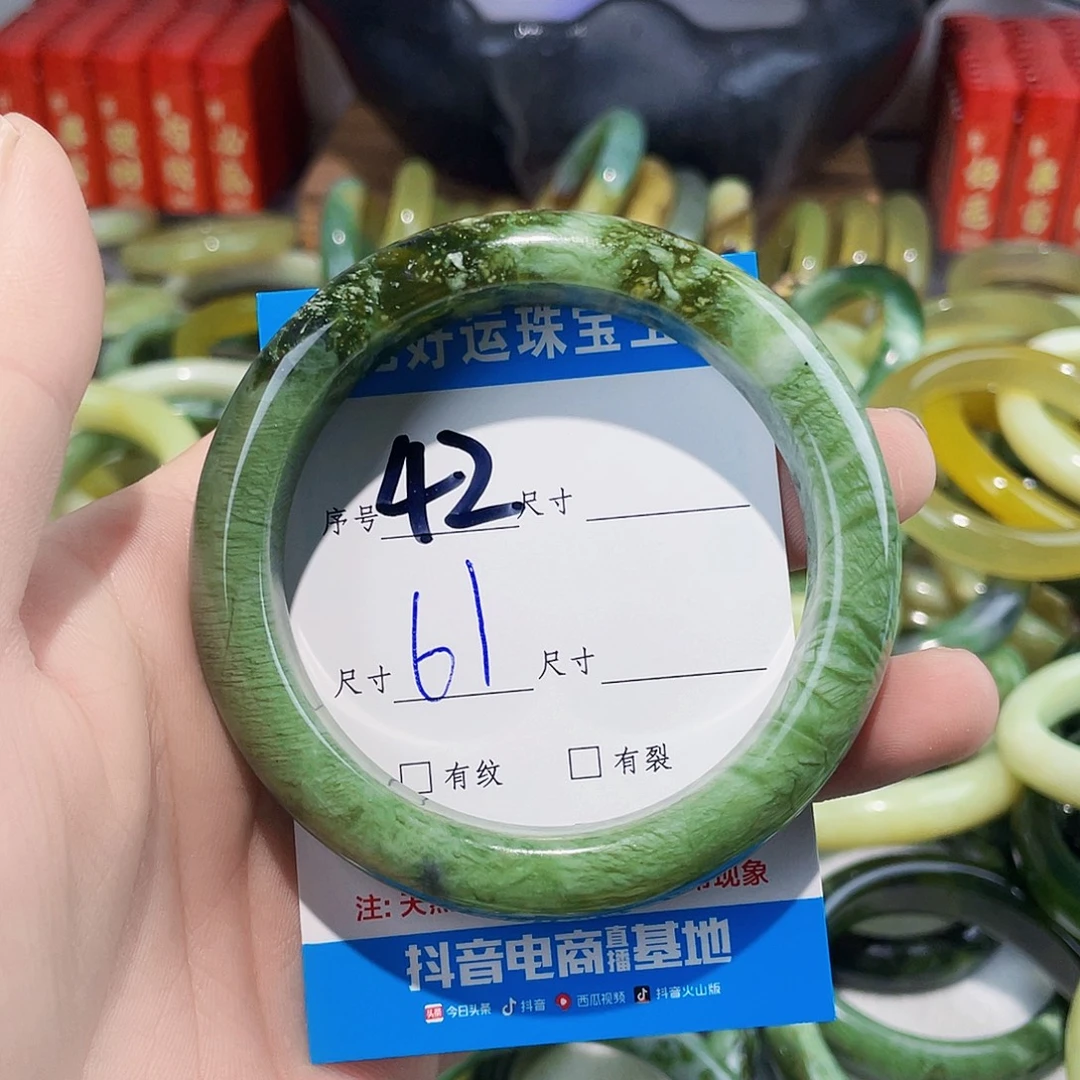 好运珠宝
序号 42 尺寸
尺寸 61 尺寸
□ 有纹 □ 有裂
注: 天然
现象
抖音电商直播基地
头条 今日头条 抖音 西瓜视频 抖音火山版